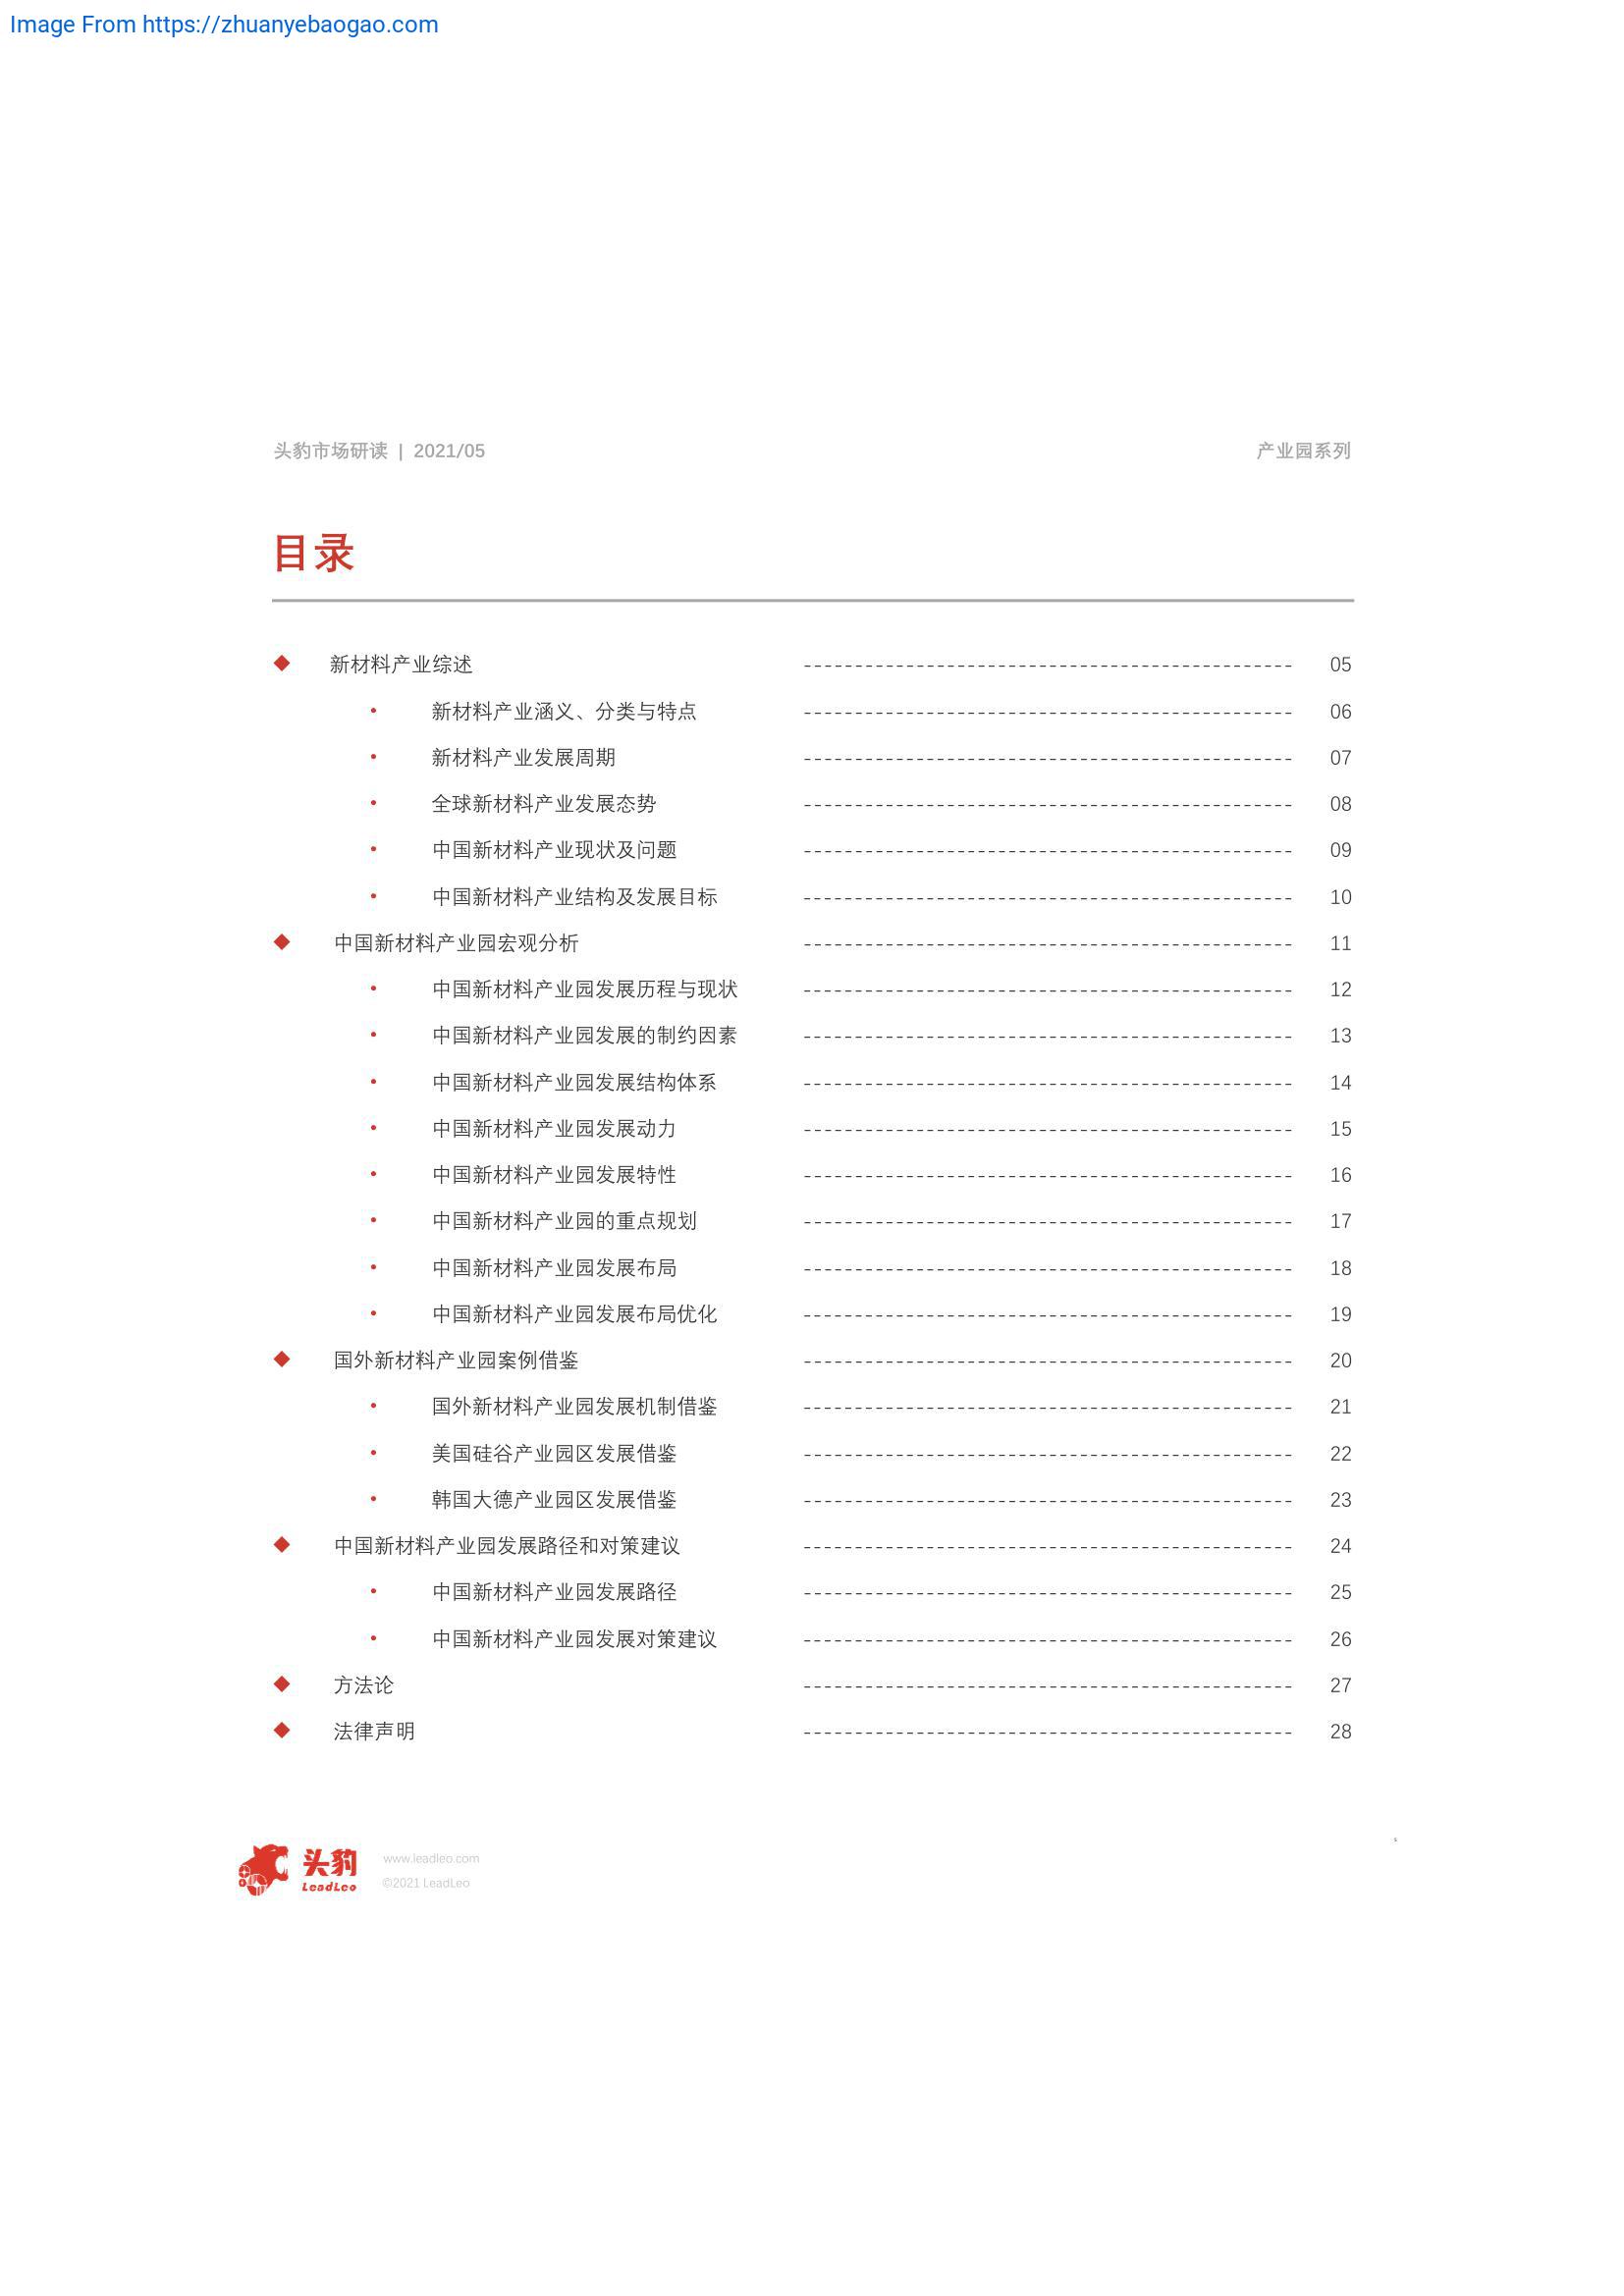 Image From https://zhuanyebaogao.com
头豹市场研读 | 2021/05 产业园系列
目录
◆ 新材料产业综述 ------------------------------------------------ 05
• 新材料产业涵义、分类与特点 ------------------------------------------------ 06
• 新材料产业发展周期 ------------------------------------------------ 07
• 全球新材料产业发展态势 ------------------------------------------------ 08
• 中国新材料产业现状及问题 ------------------------------------------------ 09
• 中国新材料产业结构及发展目标 ------------------------------------------------ 10
◆ 中国新材料产业园宏观分析 ------------------------------------------------ 11
• 中国新材料产业园发展历程与现状 ------------------------------------------------ 12
• 中国新材料产业园发展的制约因素 ------------------------------------------------ 13
• 中国新材料产业园发展结构体系 ------------------------------------------------ 14
• 中国新材料产业园发展动力 ------------------------------------------------ 15
• 中国新材料产业园发展特性 ------------------------------------------------ 16
• 中国新材料产业园的重点规划 ------------------------------------------------ 17
• 中国新材料产业园发展布局 ------------------------------------------------ 18
• 中国新材料产业园发展布局优化 ------------------------------------------------ 19
◆ 国外新材料产业园案例借鉴 ------------------------------------------------ 20
• 国外新材料产业园发展机制借鉴 ------------------------------------------------ 21
• 美国硅谷产业园区发展借鉴 ------------------------------------------------ 22
• 韩国大德产业园区发展借鉴 ------------------------------------------------ 23
◆ 中国新材料产业园发展路径和对策建议 ------------------------------------------------ 24
• 中国新材料产业园发展路径 ------------------------------------------------ 25
• 中国新材料产业园发展对策建议 ------------------------------------------------ 26
◆ 方法论 ------------------------------------------------ 27
◆ 法律声明 ------------------------------------------------ 28
头豹
LeadLeo
www.leadleo.com
©2021 LeadLeo